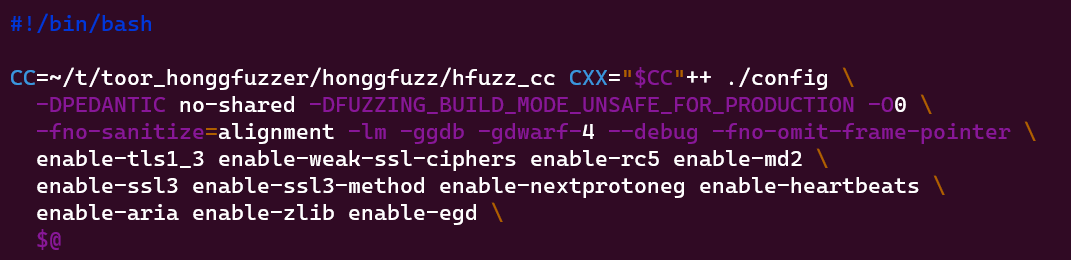 #!/bin/bash
CC=~/t/toor_honggfuzzer/honggfuzz/hfuzz_cc CXX="$CC"++ ./config \
-DPEDANTIC no-shared -DFUZZING_BUILD_MODE_UNSAFE_FOR_PRODUCTION -O0 \
-fno-sanitize=alignment -lm -ggdb -gdwarf-4 --debug -fno-omit-frame-pointer \
enable-tls1_3 enable-weak-ssl-ciphers enable-rc5 enable-md2 \
enable-ssl3 enable-ssl3-method enable-nextprotoneg enable-heartbeats \
enable-aria enable-zlib enable-egd \
$@